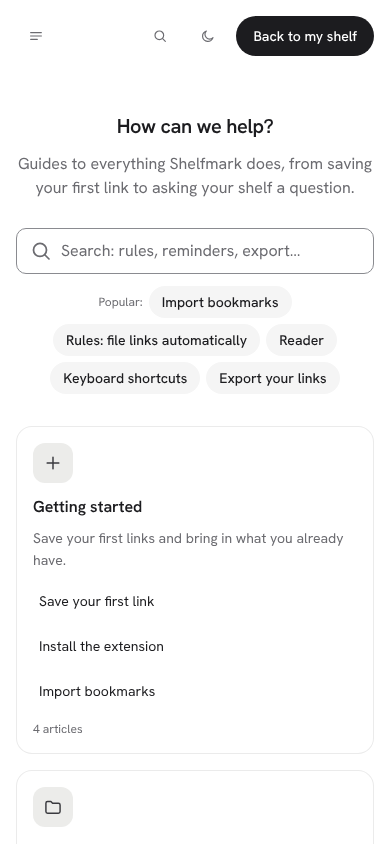 Back to my shelf
How can we help?
Guides to everything Shelfmark does, from saving
your first link to asking your shelf a question.
Search: rules, reminders, export...
Popular: Import bookmarks
Rules: file links automatically Reader
Keyboard shortcuts Export your links
Getting started
Save your first links and bring in what you already
have.
Save your first link
Install the extension
Import bookmarks
4 articles